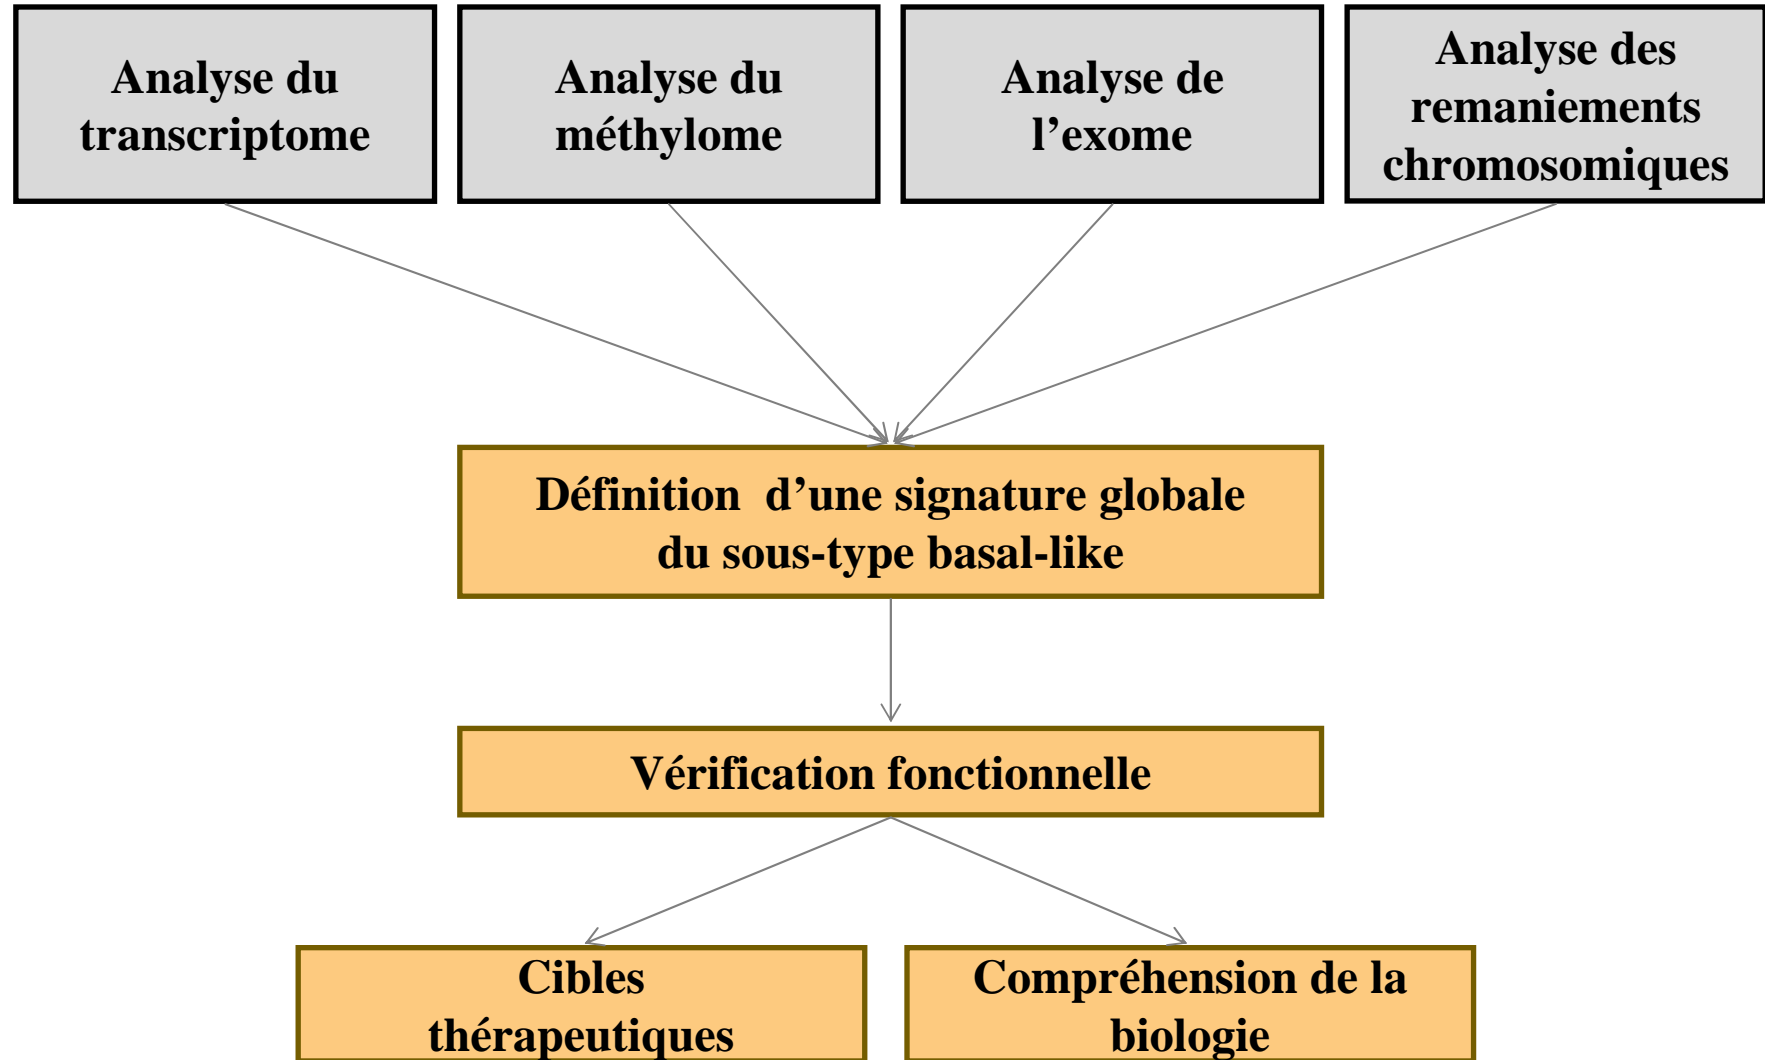 Analyse du
transcriptome
Analyse du
méthylome
Analyse de
l’exome
Analyse des
remaniements
chromosomiques
Définition  d’une signature globale
du sous-type basal-like
Vérification fonctionnelle
Cibles
thérapeutiques
Compréhension de la
biologie